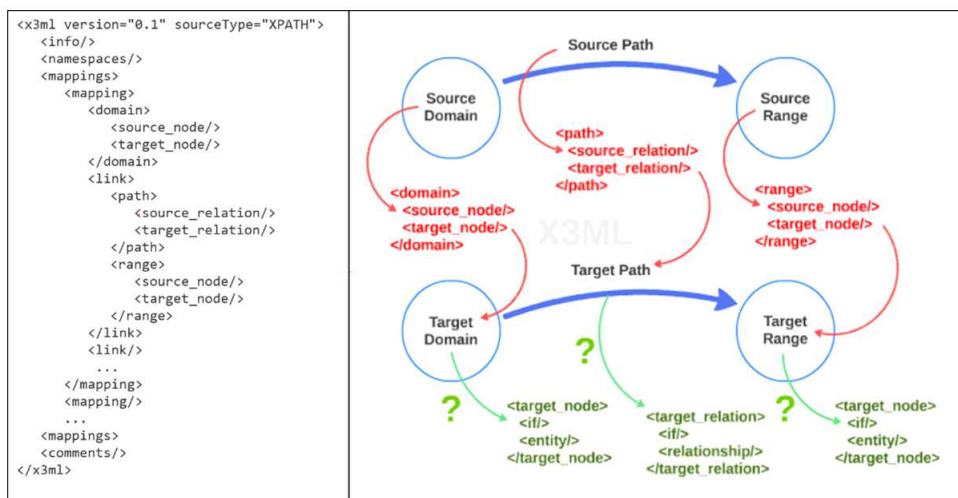 <x3ml version="0.1" sourceType="XPATH">
<info/>
<namespaces/>
<mappings>
<mapping>
<domain>
<source_node/>
<target_node/>
</domain>
<link>
<path>
<source_relation/>
<target_relation/>
</path>
<range>
<source_node/>
<target_node/>
</range>
</link>
<link/>
...
</mapping>
<mapping/>
...
<mappings>
<comments/>
</x3ml>
Source Path
Source
Domain
Source
Range
<path>
<source_relation/>
<target_relation/>
</path>
<domain>
<source_node/>
<target_node/>
</domain>
<range>
<source_node/>
<target_node/>
</range>
X3ML
Target Path
Target
Domain
Target
Range
?
?
?
<target_node>
<if/>
<entity/>
</target_node>
<target_relation>
<if/>
<relationship/>
</target_relation>
<target_node>
<if/>
<entity/>
</target_node>